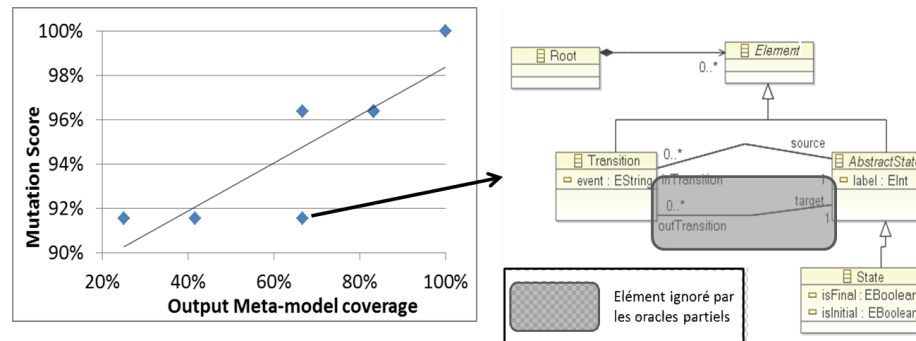 100%
98%
96%
94%
92%
90%
Mutation Score
20%
40%
60%
80%
100%
Output Meta-model coverage
Root
0..*
Element
Transition
event : EString
0..*
source
inTransition
1
AbstractState
label : EInt
0..*
target
outTransition
1
State
isFinal : EBoolean
isInitial : EBoolean
Elément ignoré par
les oracles partiels